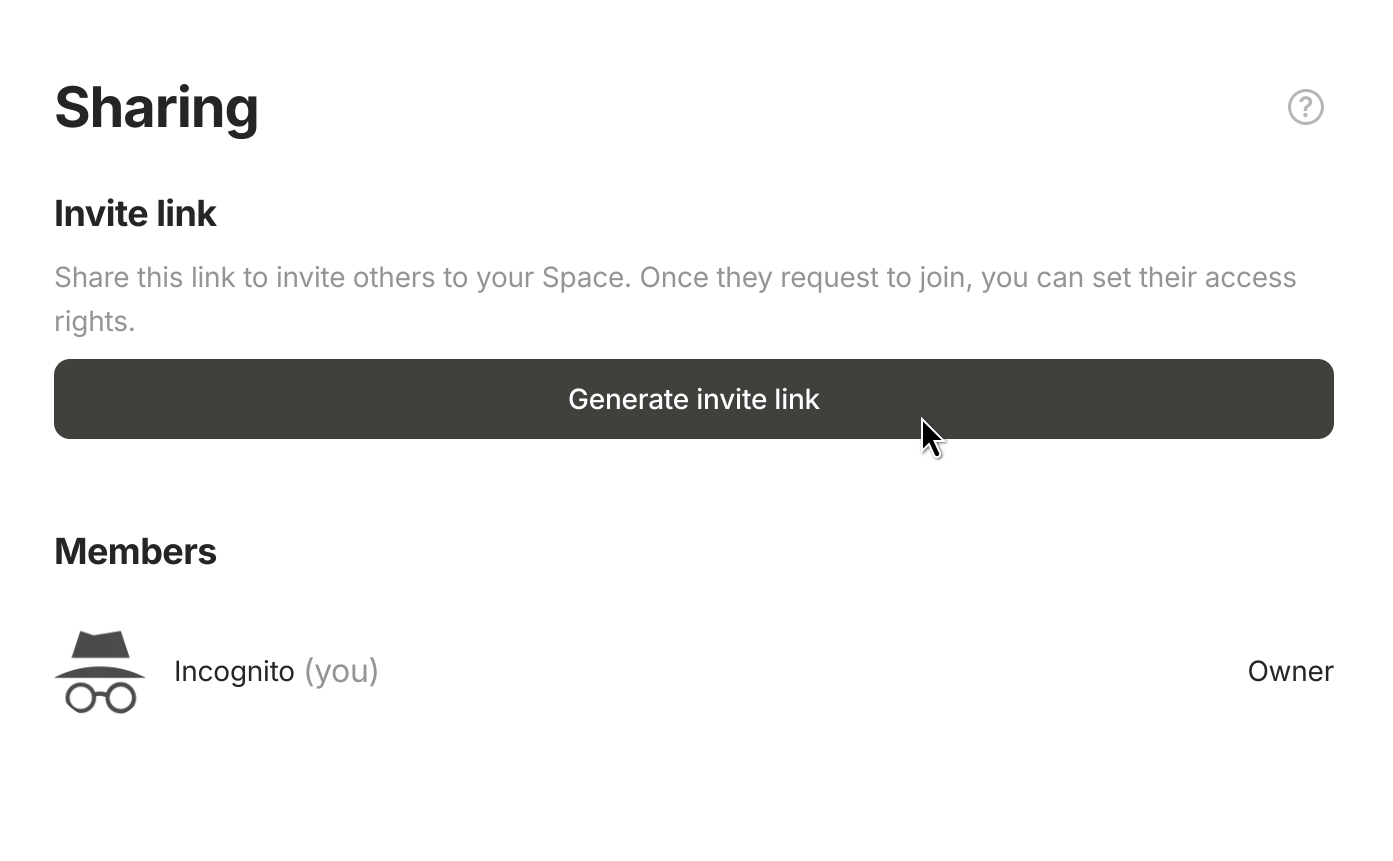 Sharing
?
Invite link
Share this link to invite others to your Space. Once they request to join, you can set their access
rights.
Generate invite link
Members
Incognito (you)
Owner